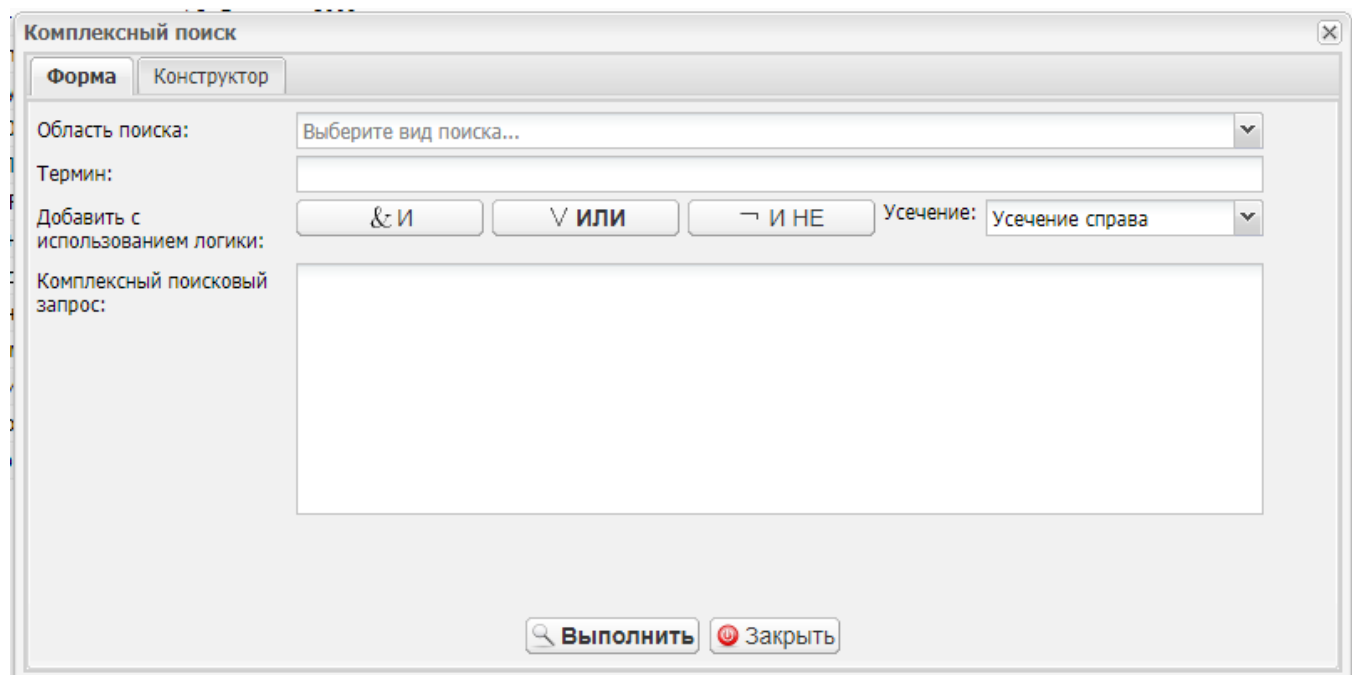 Комплексный поиск
Форма Конструктор
Область поиска: Выберите вид поиска...
Термин:
Добавить с использованием логики: & И ∨ ИЛИ ¬ И НЕ Усечение: Усечение справа
Комплексный поисковый
запрос:
Выполнить Закрыть